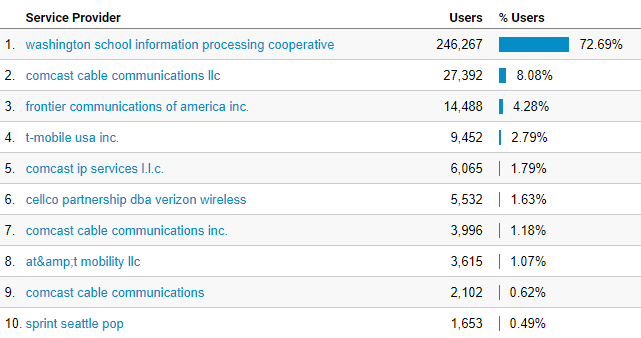 Service Provider Users % Users
1. washington school information processing cooperative 246,267 72.69%
2. comcast cable communications llc 27,392 8.08%
3. frontier communications of america inc. 14,488 4.28%
4. t-mobile usa inc. 9,452 2.79%
5. comcast ip services l.l.c. 6,065 1.79%
6. cellco partnership dba verizon wireless 5,532 1.63%
7. comcast cable communications inc. 3,996 1.18%
8. at&amp;t mobility llc 3,615 1.07%
9. comcast cable communications 2,102 0.62%
10. sprint seattle pop 1,653 0.49%